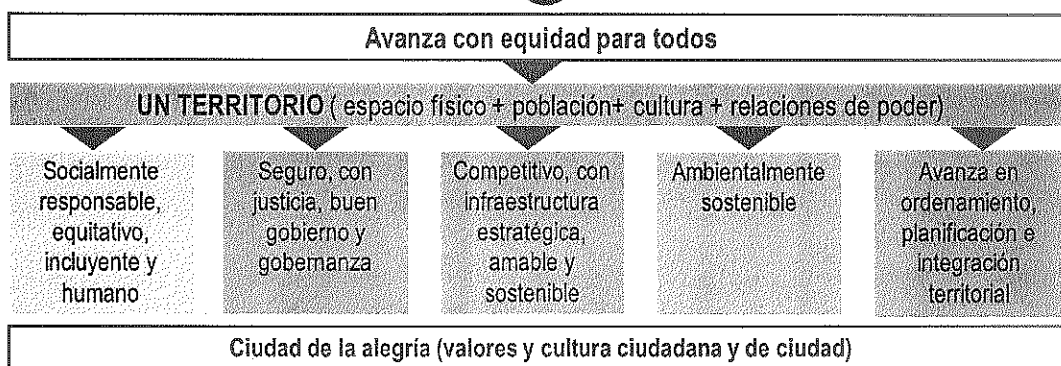 Avanza con equidad para todos
UN TERRITORIO ( espacio físico + población+ cultura + relaciones de poder)
Socialmente
responsable,
equitativo,
incluyente y
humano
Seguro, con
justicia, buen
gobierno y
gobernanza
Competitivo, con
infraestructura
estratégica,
amable y
sostenible
Ambientalmente
sostenible
Avanza en
ordenamiento,
planificación e
integración
territorial
Ciudad de la alegría (valores y cultura ciudadana y de ciudad)